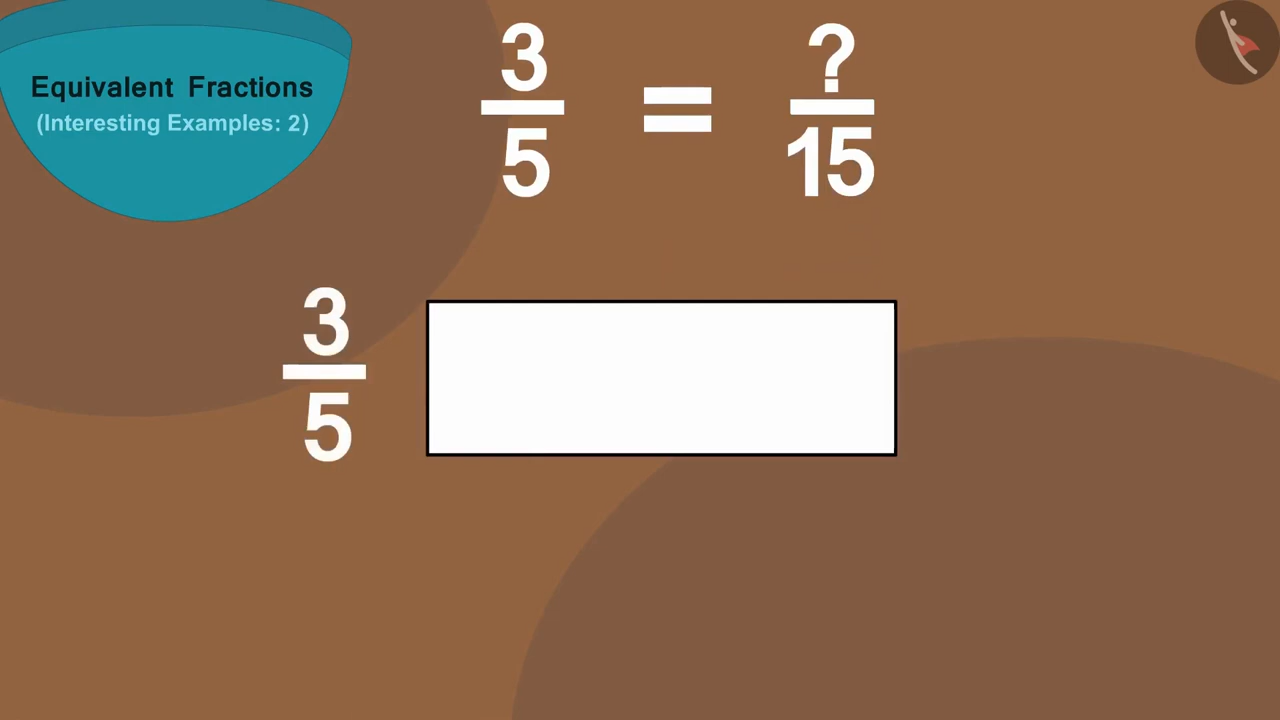 Equivalent Fractions
(Interesting Examples: 2)
3/5 = ?/15
3/5